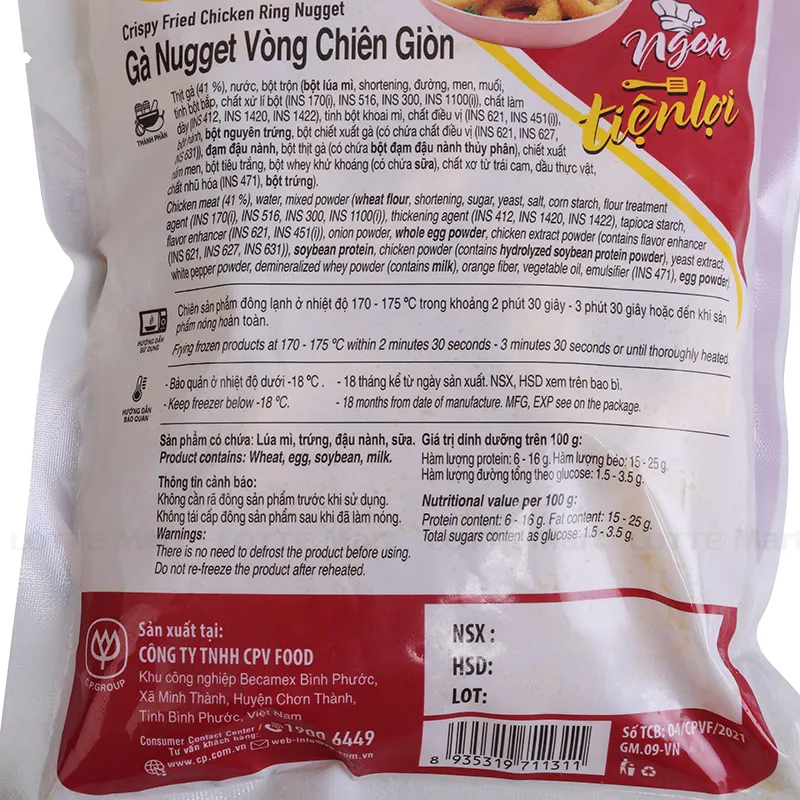 Crispy Fried Chicken Ring Nugget
Gà Nugget Vòng Chiên Giòn
Ngon
tiện lợi
THÀNH PHẦN
Thịt gà (41 %), nước, bột trộn (bột lúa mì, shortening, đường, men, muối,
tinh bột bắp, chất xử lí bột (INS 170(i), INS 516, INS 300, INS 1100(i)), chất làm
dày (INS 412, INS 1420, INS 1422), tinh bột khoai mì, chất điều vị (INS 621, INS 451(i)),
bột hành, bột nguyên trứng, bột chiết xuất gà (có chứa chất điều vị (INS 621, INS 627,
INS 631)), đạm đậu nành, bột thịt gà (có chứa bột đạm đậu nành thủy phân), chiết xuất
nấm men, bột tiêu trắng, bột whey khử khoáng (có chứa sữa), chất xơ từ trái cam, dầu thực vật,
chất nhũ hóa (INS 471), bột trứng).
Chicken meat (41 %), water, mixed powder (wheat flour, shortening, sugar, yeast, salt, corn starch, flour treatment
agent (INS 170(i), INS 516, INS 300, INS 1100(i)), thickening agent (INS 412, INS 1420, INS 1422), tapioca starch,
flavor enhancer (INS 621, INS 451(i)), onion powder, whole egg powder, chicken extract powder (contains flavor enhancer
(INS 621, INS 627, INS 631)), soybean protein, chicken powder (contains hydrolyzed soybean protein powder), yeast extract,
white pepper powder, demineralized whey powder (contains milk), orange fiber, vegetable oil, emulsifier (INS 471), egg powder)
HƯỚNG DẪN
SỬ DỤNG
Chiên sản phẩm đông lạnh ở nhiệt độ 170 - 175 ºC trong khoảng 2 phút 30 giây - 3 phút 30 giây hoặc đến khi sản
phẩm nóng hoàn toàn.
Frying frozen products at 170 - 175 ºC within 2 minutes 30 seconds - 3 minutes 30 seconds or until thoroughly heated.
HƯỚNG DẪN
BẢO QUẢN
- Bảo quản ở nhiệt độ dưới -18 ºC . - 18 tháng kể từ ngày sản xuất. NSX, HSD xem trên bao bì.
- Keep freezer below -18 ºC. - 18 months from date of manufacture. MFG, EXP see on the package.
Sản phẩm có chứa: Lúa mì, trứng, đậu nành, sữa.
Product contains: Wheat, egg, soybean, milk.
Thông tin cảnh báo:
Không cần rã đông sản phẩm trước khi sử dụng.
Không tái cấp đông sản phẩm sau khi đã làm nóng.
Warnings:
There is no need to defrost the product before using.
Do not re-freeze the product after reheated.
Giá trị dinh dưỡng trên 100 g:
Hàm lượng protein: 6 - 16 g. Hàm lượng béo: 15 - 25 g.
Hàm lượng đường tổng theo glucose: 1.5 - 3.5 g.
Nutritional value per 100 g:
Protein content: 6 - 16 g. Fat content: 15 - 25 g.
Total sugars content as glucose: 1.5 - 3.5 g.
LOTTE Mart
C.P.GROUP
Sản xuất tại:
CÔNG TY TNHH CPV FOOD
Khu công nghiệp Becamex Bình Phước,
Xã Minh Thành, Huyện Chơn Thành,
Tỉnh Bình Phước, Việt Nam
Consumer Contact Center /
Tư vấn khách hàng:
1900 6449
www.cp.com.vn
NSX :
HSD:
LOT:
8 935319 711311
Số TCB: 04/CPVF/2021
GM.09-VN